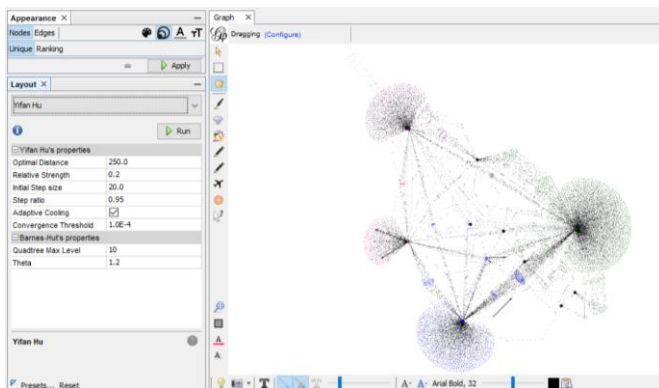 Appearance
Nodes Edges
Unique Ranking
Apply
Layout
Yifan Hu
Run
Yifan Hu's properties
Optimal Distance 250.0
Relative Strength 0.2
Initial Step size 20.0
Step ratio 0.95
Adaptive Cooling
Convergence Threshold 1.0E-4
Barnes-Hut's properties
Quadtree Max Level 10
Theta 1.2
Yifan Hu
Presets... Reset
Graph
Dragging (Configure)
A- A- Arial Bold, 32